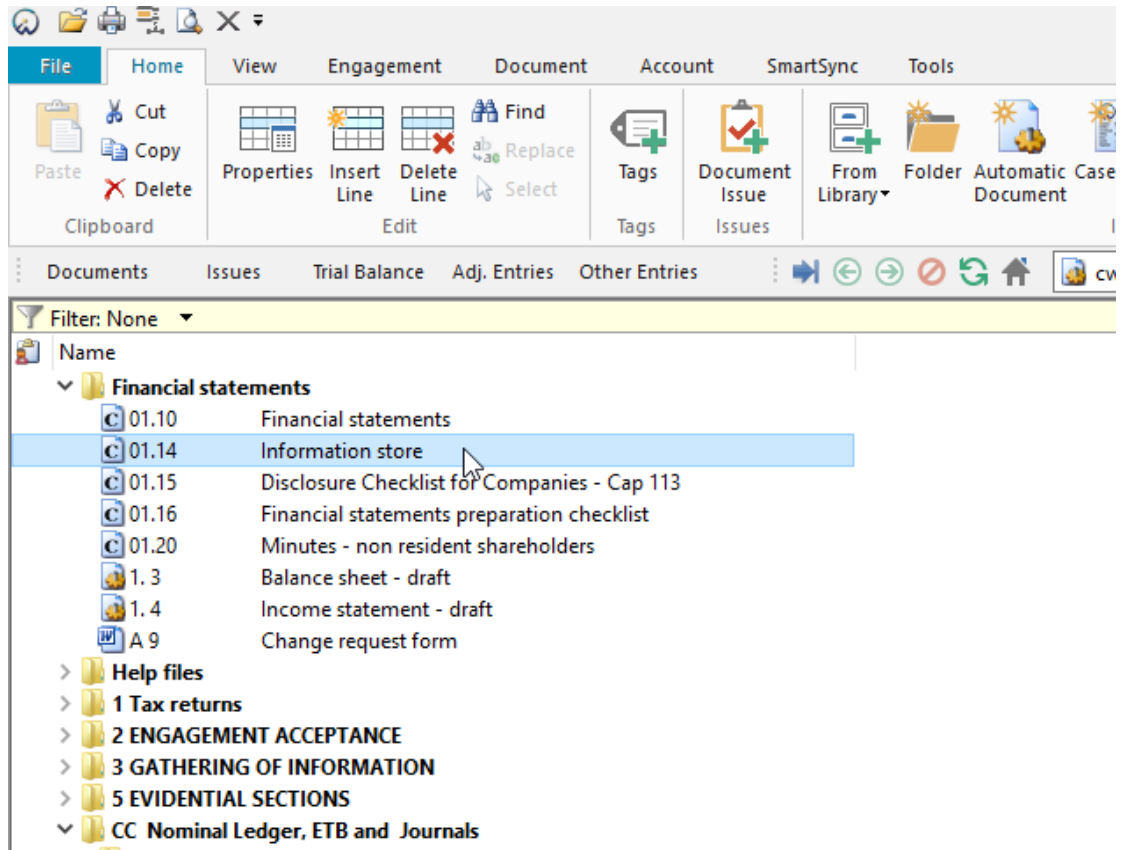 File Home View Engagement Document Account SmartSync Tools
Cut
Copy
Delete
Paste
Clipboard
Properties
Insert Line
Delete Line
Find
Replace
Select
Edit
Tags
Tags
Document Issue
Issues
From Library
Folder
Automatic Document
Case
Documents Issues Trial Balance Adj. Entries Other Entries cw
Filter: None
Name
Financial statements
01.10 Financial statements
01.14 Information store
01.15 Disclosure Checklist for Companies - Cap 113
01.16 Financial statements preparation checklist
01.20 Minutes - non resident shareholders
1. 3 Balance sheet - draft
1. 4 Income statement - draft
A 9 Change request form
Help files
1 Tax returns
2 ENGAGEMENT ACCEPTANCE
3 GATHERING OF INFORMATION
5 EVIDENTIAL SECTIONS
CC Nominal Ledger, ETB and Journals